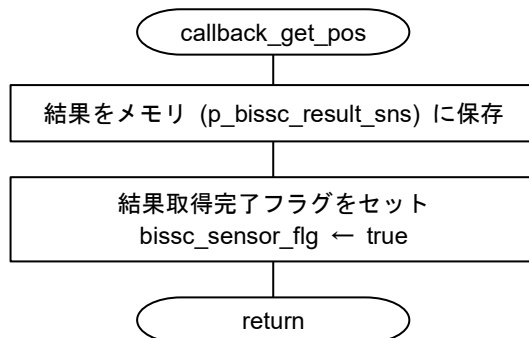 callback_get_pos
結果をメモリ (p_bissc_result_sns) に保存
結果取得完了フラグをセット
bissc_sensor_flg ← true
return